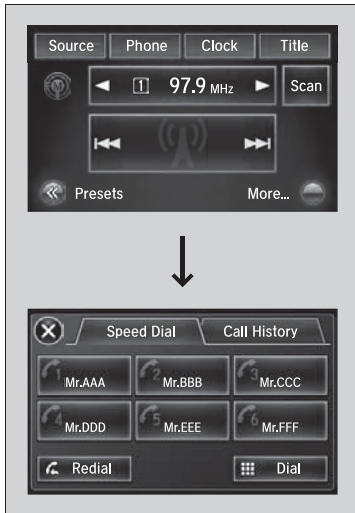 Source Phone Clock Title
1 97.9 MHz Scan
Presets More...
Speed Dial Call History
1 Mr.AAA 2 Mr.BBB 3 Mr.CCC
4 Mr.DDD 5 Mr.EEE 6 Mr.FFF
Redial Dial